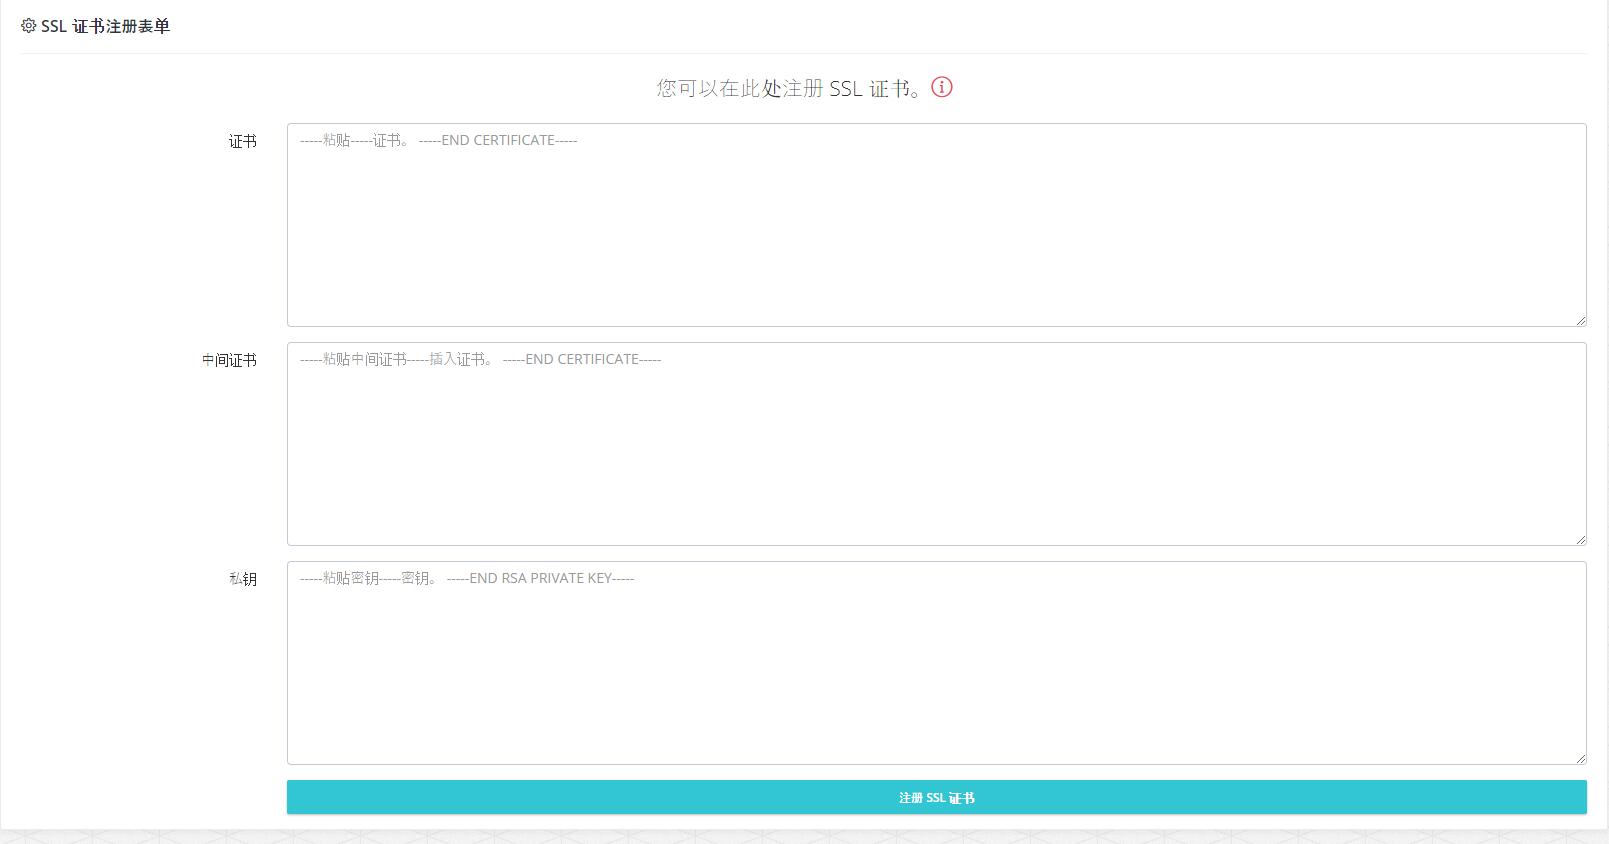 SSL 证书注册表单
您可以在此处注册 SSL 证书。
证书
-----粘贴-----证书。 -----END CERTIFICATE-----
中间证书
-----粘贴中间证书-----插入证书。 -----END CERTIFICATE-----
私钥
-----粘贴密钥-----密钥。 -----END RSA PRIVATE KEY-----
注册 SSL 证书